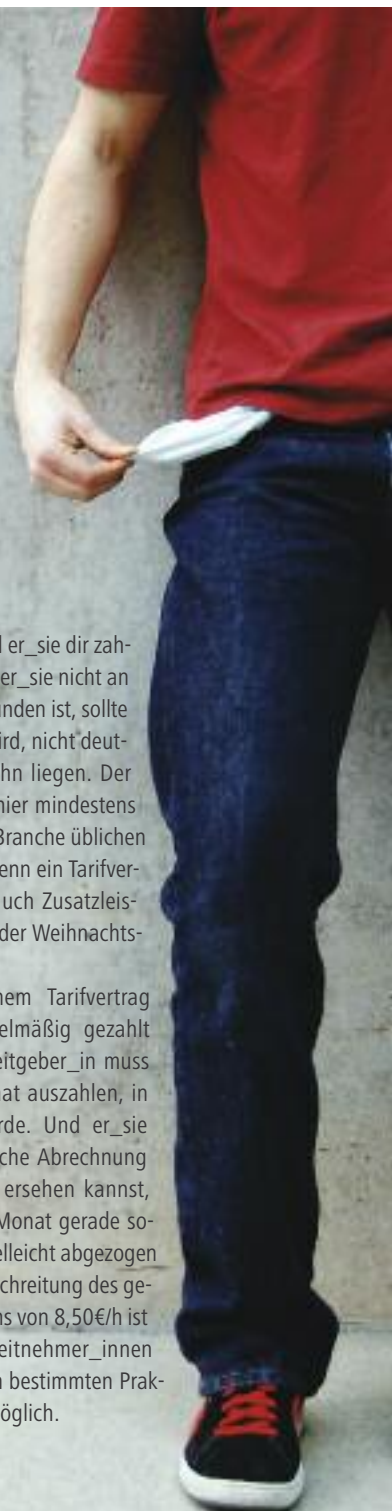 er_sie dir zah-
er_sie nicht an
nden ist, sollte
ird, nicht deut-
hn liegen. Der
hier mindestens
Branche üblichen
enn ein Tarifver-
uch Zusatzleis-
der Weihnachts-
nem Tarifvertrag
elmäßig gezahlt
eitgeber_in muss
at auszahlen, in
rde. Und er_sie
che Abrechnung
ersehen kannst,
Monat gerade so-
elleicht abgezogen
chreitung des ge-
ns von 8,50€/h ist
eitnehmer_innen
n bestimmten Prak-
öglich.